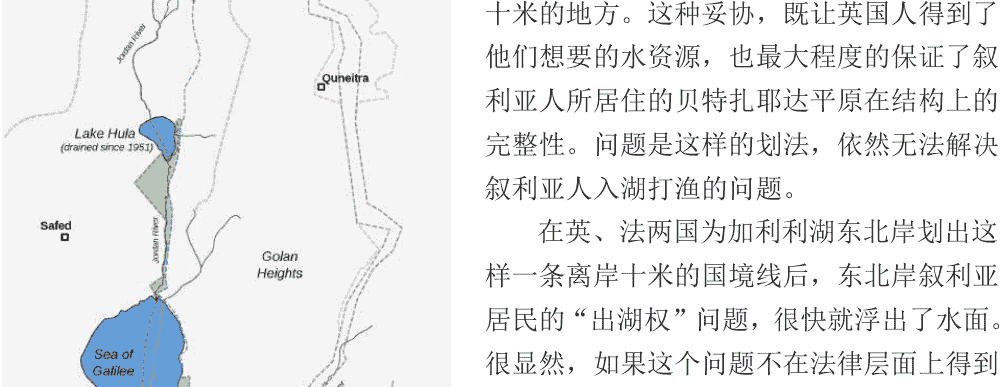 Jordan River
Quneitra
Lake Hula
(drained since 1951)
Safed
Jordan River
Golan
Heights
Sea of
Galilee
十米的地方。这种妥协，既让英国人得到了
他们想要的水资源，也最大程度的保证了叙
利亚人所居住的贝特扎耶达平原在结构上的
完整性。问题是这样的划法，依然无法解决
叙利亚人入湖打渔的问题。
在英、法两国为加利利湖东北岸划出这
样一条离岸十米的国境线后，东北岸叙利亚
居民的“出湖权”问题，很快就浮出了水面。
很显然，如果这个问题不在法律层面上得到